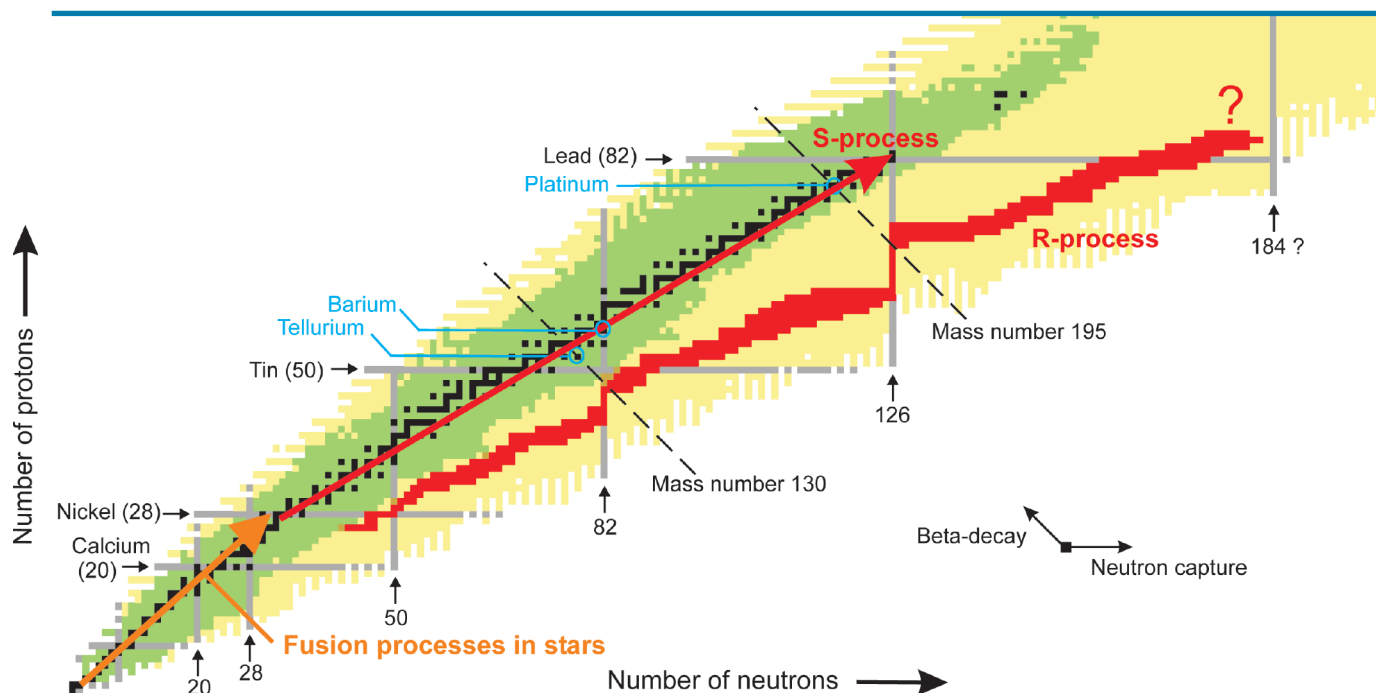 ?
S-process
Lead (82)
Platinum
R-process
184 ?
Number of protons
Barium
Tellurium
Mass number 195
Tin (50)
126
Mass number 130
Nickel (28)
82
Beta-decay
Calcium
(20)
Neutron capture
50
Fusion processes in stars
28
20
Number of neutrons